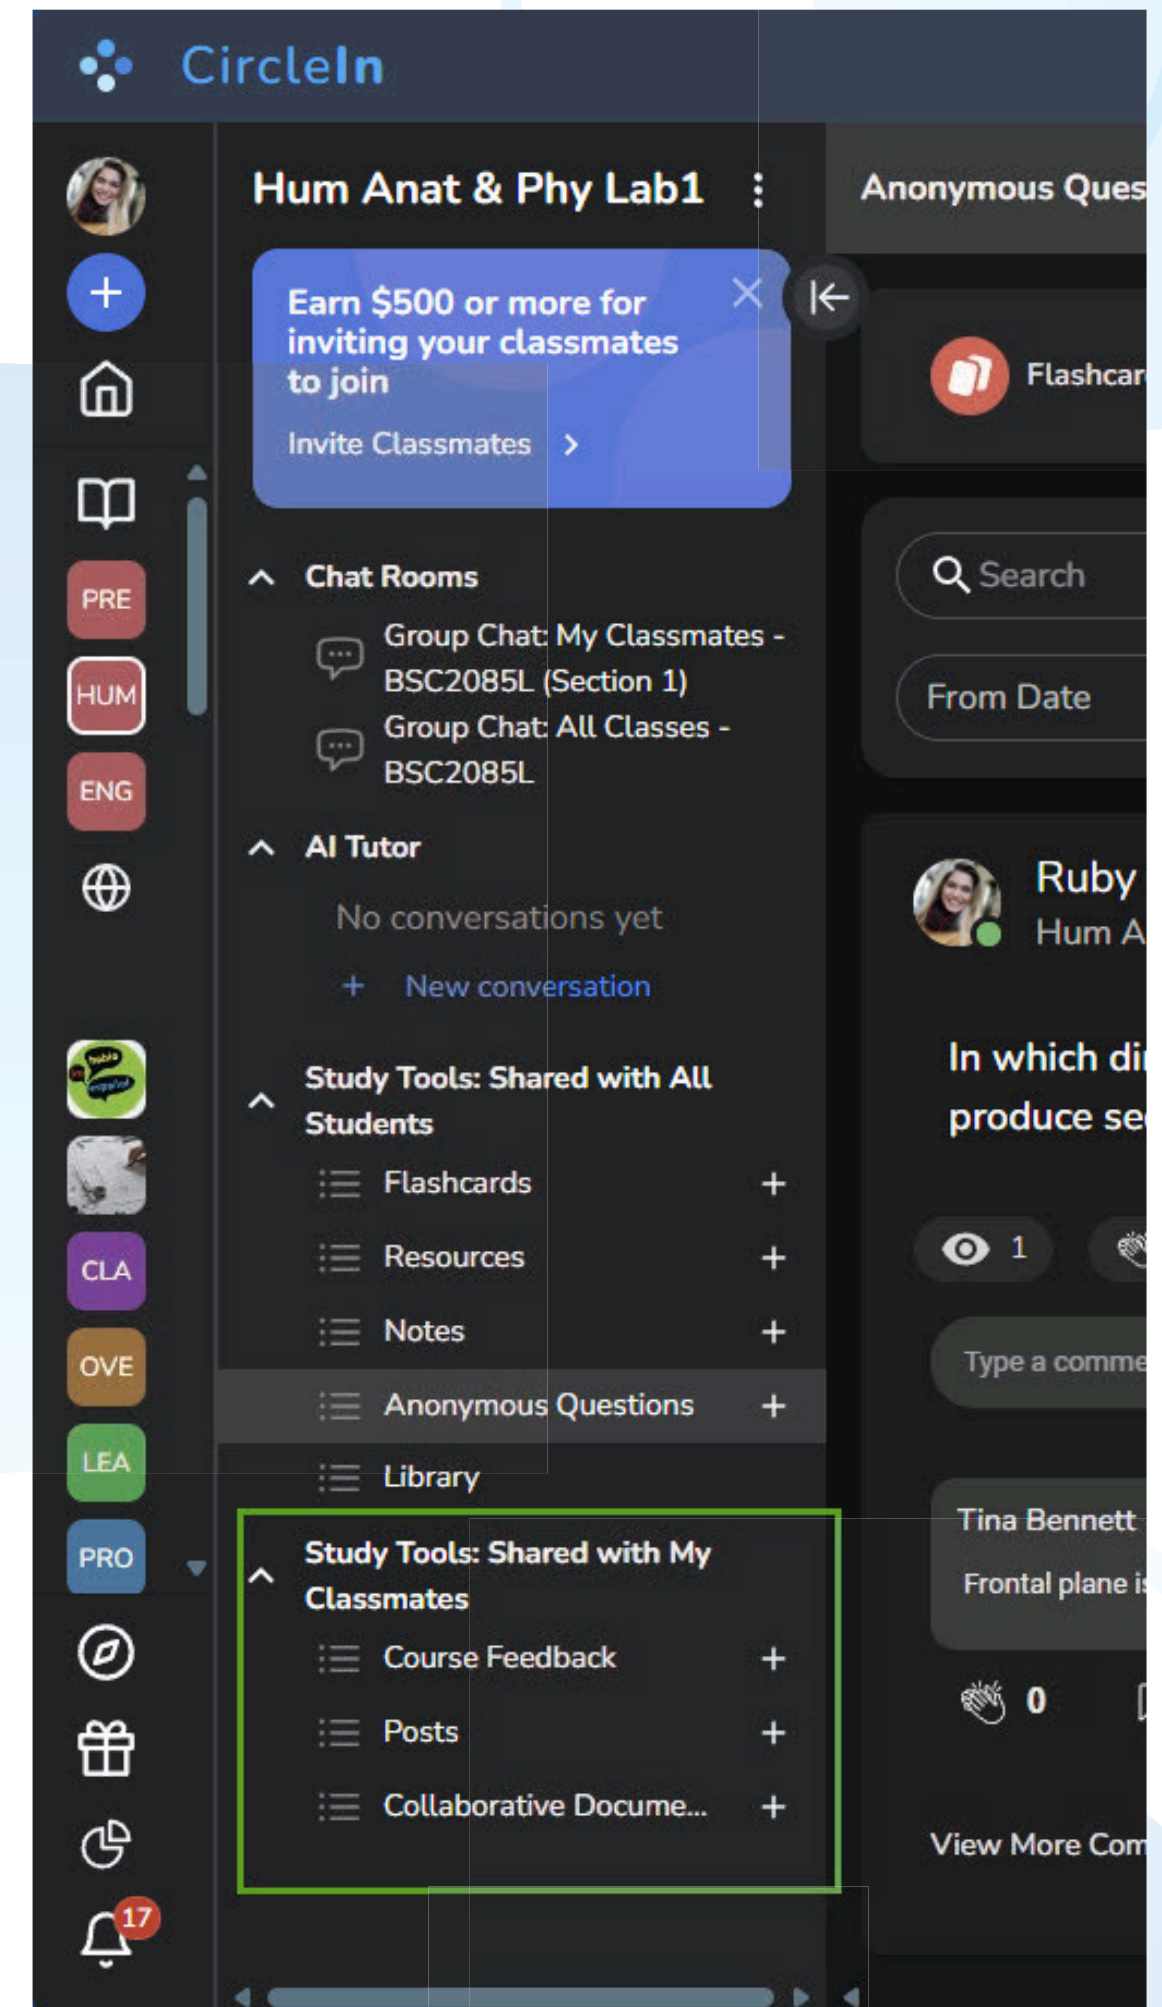 CircleIn
Hum Anat & Phy Lab1
Anonymous Ques
Earn $500 or more for
inviting your classmates
to join
Invite Classmates
Flashcar
PRE
HUM
ENG
Chat Rooms
Group Chat: My Classmates -
BSC2085L (Section 1)
Group Chat: All Classes -
BSC2085L
Search
From Date
AI Tutor
No conversations yet
+ New conversation
Ruby
Hum A
In which di
produce se
Study Tools: Shared with All
Students
Flashcards +
Resources +
Notes +
Anonymous Questions +
Library
1
Type a comme
CLA
OVE
LEA
PRO
Study Tools: Shared with My
Classmates
Course Feedback +
Posts +
Collaborative Docume... +
Tina Bennett
Frontal plane is
0
View More Com
17